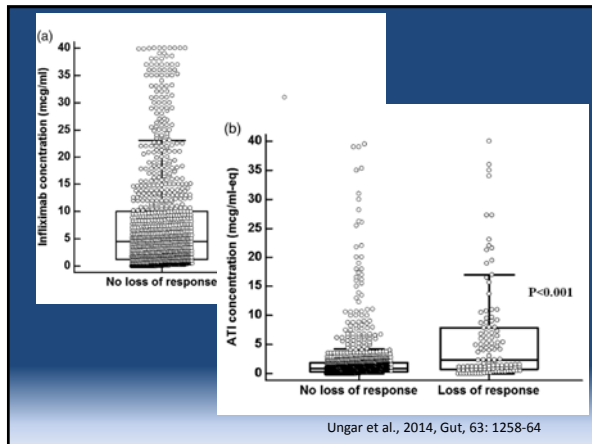 (a)
Infliximab concntration (mcg/ml)
40
35
30
25
20
15
10
5
0
No loss of response
(b)
ATI concentration (mcg/ml-eq)
40
35
30
25
20
15
10
5
0
P<0.001
No loss of response Loss of response
Ungar et al., 2014, Gut, 63: 1258-64